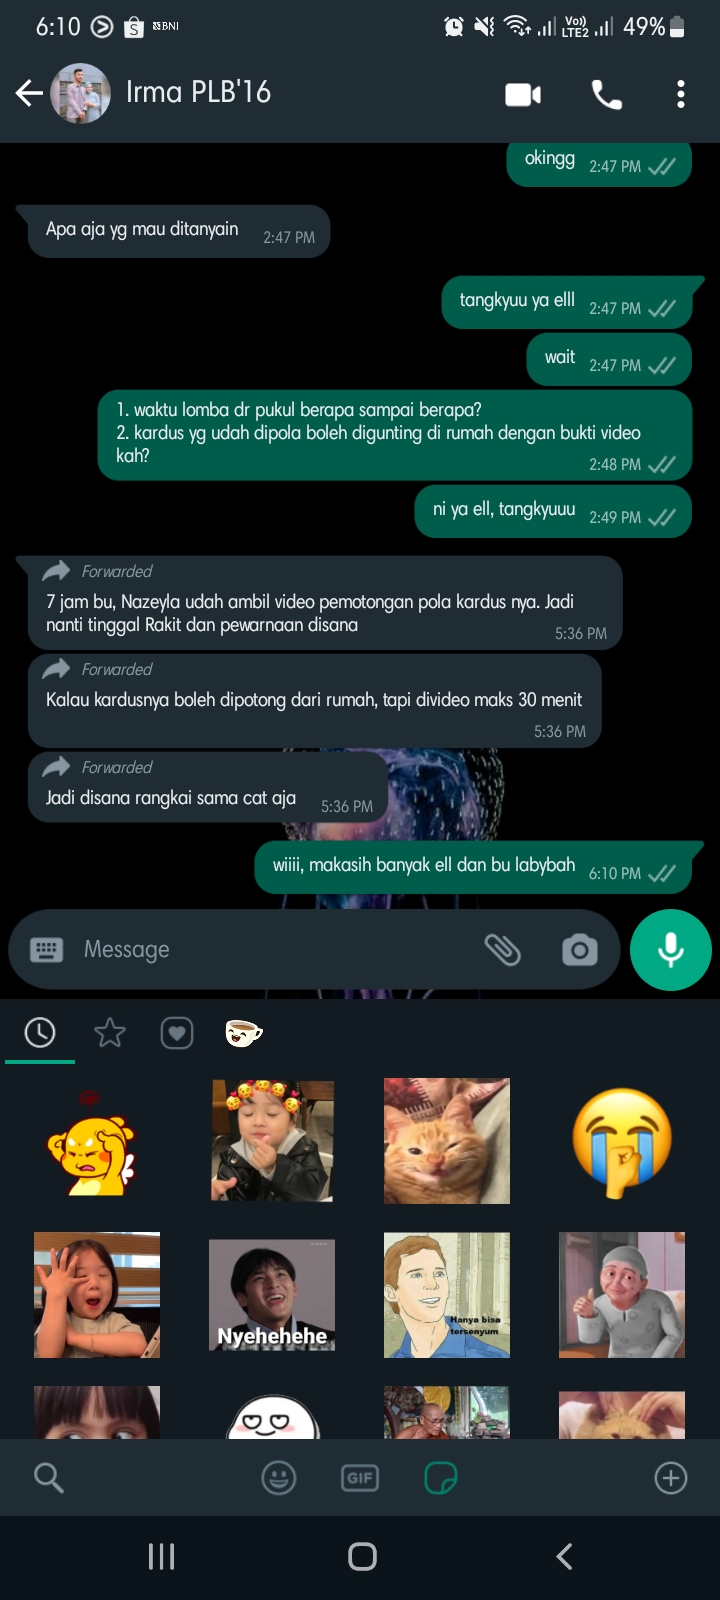 6:10 S BNI Vo) LTE2 49%
Irma PLB'16
okingg 2:47 PM
Apa aja yg mau ditanyain 2:47 PM
tangkyuu ya elll 2:47 PM
wait 2:47 PM
1. waktu lomba dr pukul berapa sampai berapa?
2. kardus yg udah dipola boleh digunting di rumah dengan bukti video
kah? 2:48 PM
ni ya ell, tangkyuuu 2:49 PM
Forwarded
7 jam bu, Nazeyla udah ambil video pemotongan pola kardus nya. Jadi
nanti tinggal Rakit dan pewarnaan disana
5:36 PM
Forwarded
Kalau kardusnya boleh dipotong dari rumah, tapi divideo maks 30 menit
5:36 PM
Forwarded
Jadi disana rangkai sama cat aja 5:36 PM
wiiii, makasih banyak ell dan bu labybah 6:10 PM
Message
Nyehehehe
Hanya bisa
tersenyum
GIF